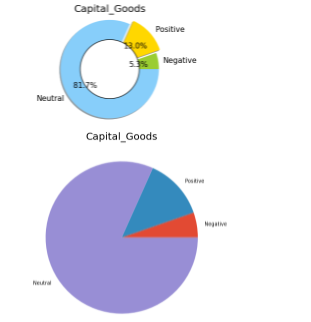 Capital_Goods
Positive
13.0%
5.3%
Negative
81.7%
Neutral
Capital_Goods
Positive
Negative
Neutral